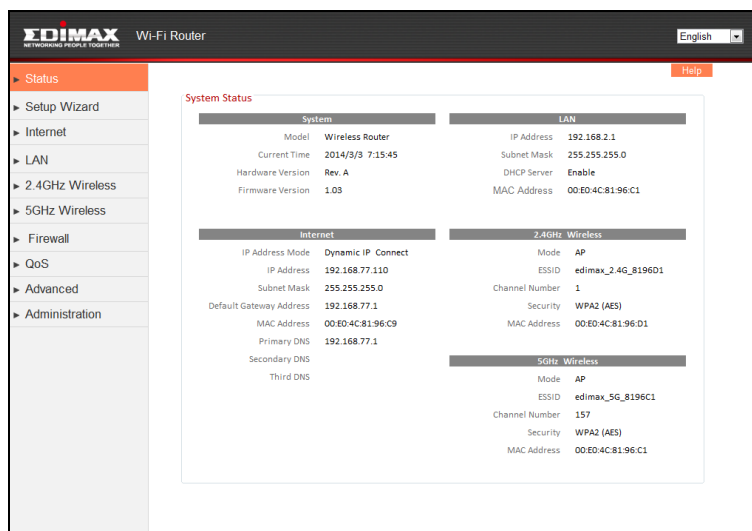 EDIMAX
NETWORKING PEOPLE TOGETHER
Wi-Fi Router
English
Help
Status
Setup Wizard
Internet
LAN
2.4GHz Wireless
5GHz Wireless
Firewall
QoS
Advanced
Administration
System Status
System
Model Wireless Router
Current Time 2014/3/3 7:15:45
Hardware Version Rev. A
Firmware Version 1.03
LAN
IP Address 192.168.2.1
Subnet Mask 255.255.255.0
DHCP Server Enable
MAC Address 00:E0:4C:81:96:C1
Internet
IP Address Mode Dynamic IP Connect
IP Address 192.168.77.110
Subnet Mask 255.255.255.0
Default Gateway Address 192.168.77.1
MAC Address 00:E0:4C:81:96:C9
Primary DNS 192.168.77.1
Secondary DNS
Third DNS
2.4GHz Wireless
Mode AP
ESSID edimax_2.4G_8196D1
Channel Number 1
Security WPA2 (AES)
MAC Address 00:E0:4C:81:96:D1
5GHz Wireless
Mode AP
ESSID edimax_5G_8196C1
Channel Number 157
Security WPA2 (AES)
MAC Address 00:E0:4C:81:96:C1